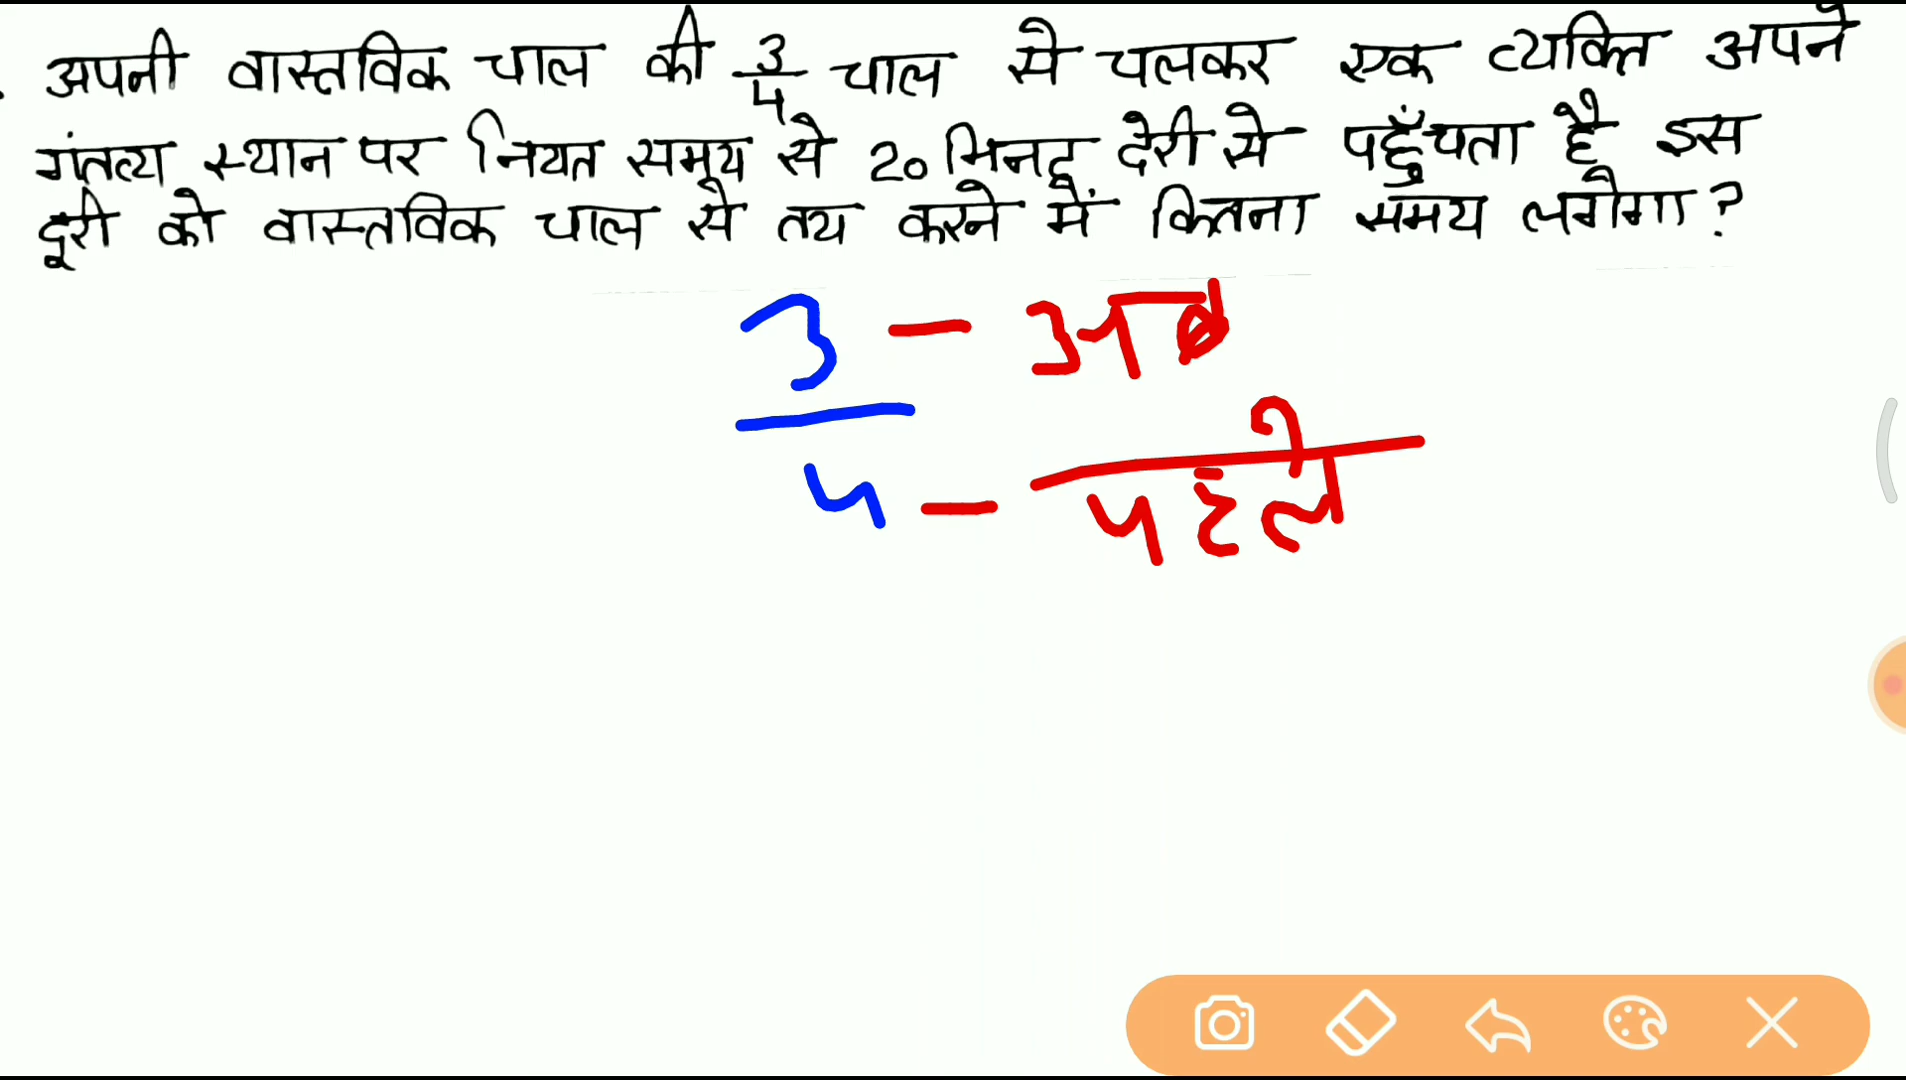 अपनी वास्तविक चाल की 3/4 चाल से चलकर एक व्यक्ति अपने
गंतव्य स्थान पर नियत समय से 20 मिनट देरी से पहुँचता है इस
दूरी को वास्तविक चाल से तय करने में कितना समय लगेगा?
3 – अब
4 – पहले